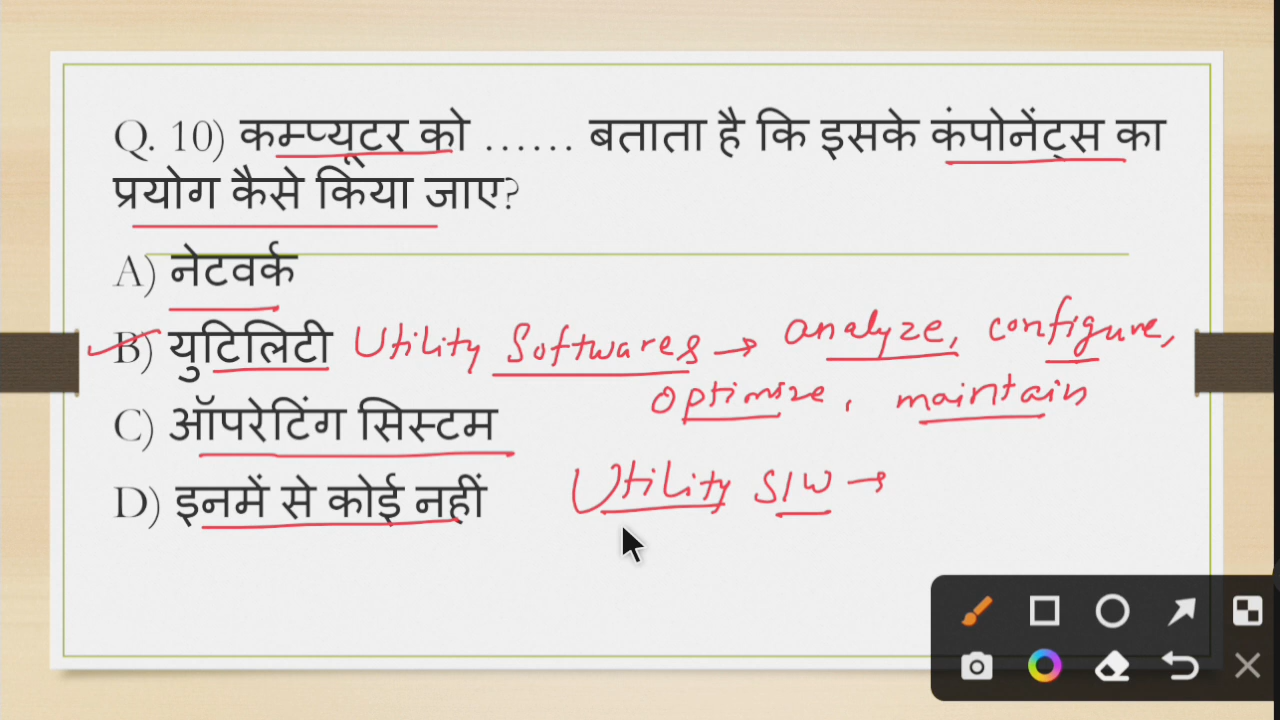 Q. 10) कम्प्यूटर को ...... बताता है कि इसके कंपोनेंट्स का
प्रयोग कैसे किया जाए?
A) नेटवर्क
B) युटिलिटी Utility Softwares → analyze, configure,
optimize, maintain
C) ऑपरेटिंग सिस्टम
D) इनमें से कोई नहीं Utility S/W →